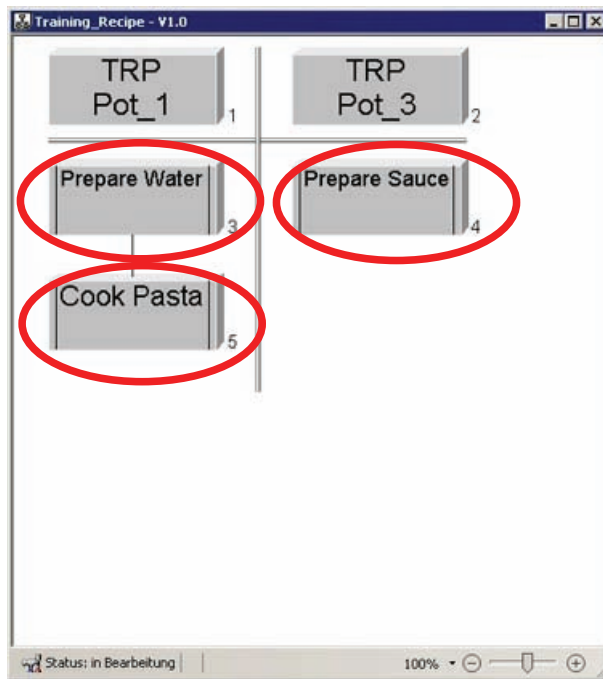 Training_Recipe - V1.0
TRP
Pot_1
1
TRP
Pot_3
2
Prepare Water
3
Prepare Sauce
4
Cook Pasta
5
Status: in Bearbeitung
100%